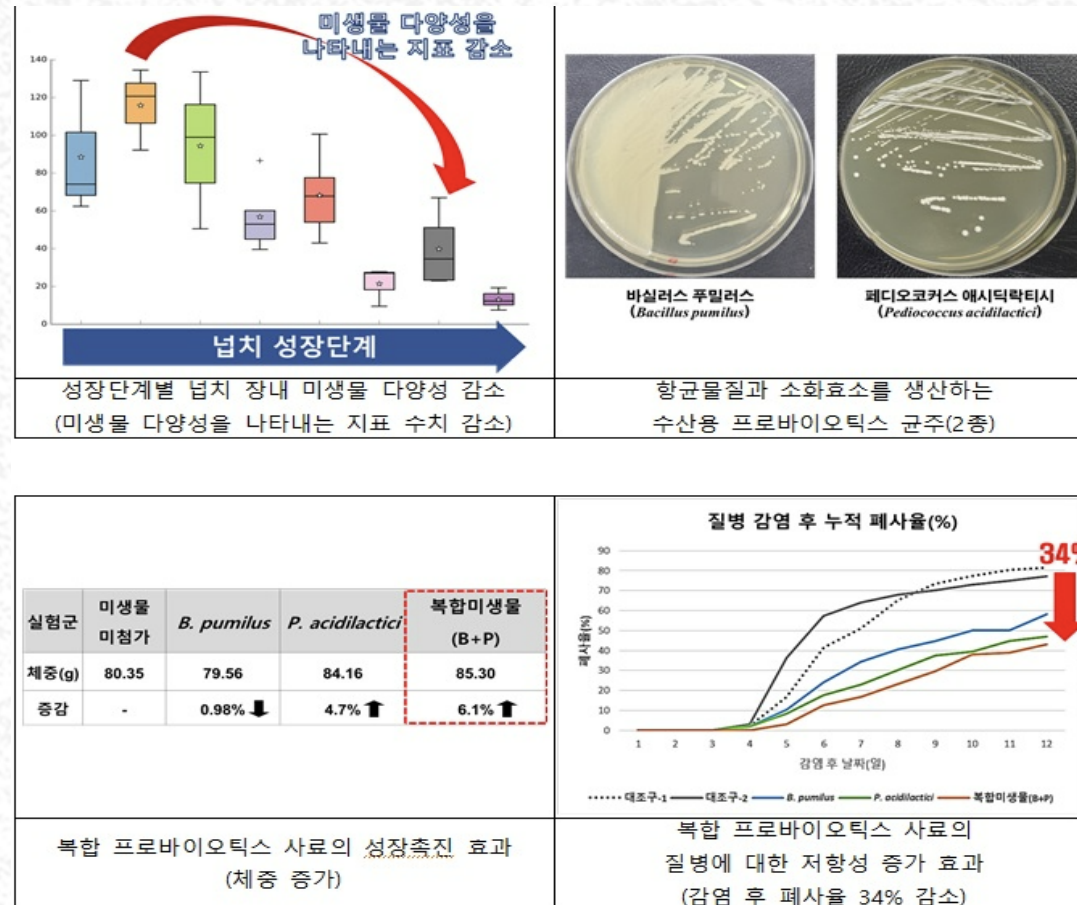 미생물 다양성을
나타내는 지표 감소
140
120
100
80
60
40
20
0
넙치 성장단계
바실러스 푸밀러스
(Bacillus pumilus)
페디오코커스 애시딕락티시
(Pediococcus acidilactici)
성장단계별 넙치 장내 미생물 다양성 감소
(미생물 다양성을 나타내는 지표 수치 감소)
항균물질과 소화효소를 생산하는
수산용 프로바이오틱스 균주(2종)
실험군 미생물 미첨가 B. pumilus P. acidilactici 복합미생물 (B+P)
체중(g) 80.35 79.56 84.16 85.30
증감 - 0.98% 4.7% 6.1%
질병 감염 후 누적 폐사율(%)
34%
90
80
70
60
50
40
30
20
10
0
폐사율(%)
1 2 3 4 5 6 7 8 9 10 11 12
감염 후 날짜(일)
대조구-1 대조구-2 B. pumilus P. acidilactici 복합미생물(B+P)
복합 프로바이오틱스 사료의 성장촉진 효과
(체중 증가)
복합 프로바이오틱스 사료의
질병에 대한 저항성 증가 효과
(감염 후 폐사율 34% 감소)